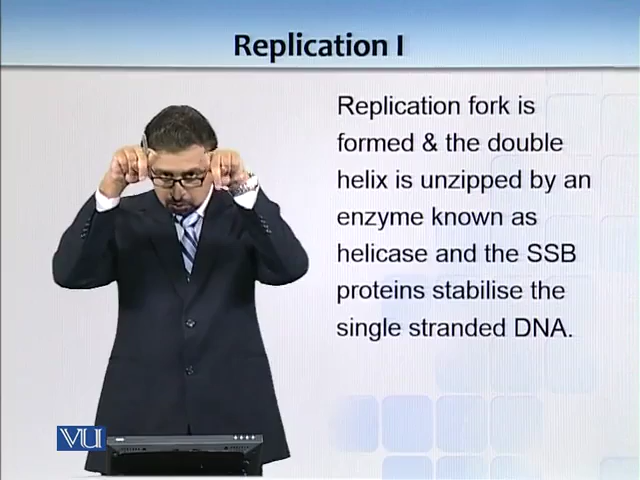 Replication I
Replication fork is
formed & the double
helix is unzipped by an
enzyme known as
helicase and the SSB
proteins stabilise the
single stranded DNA.
VU